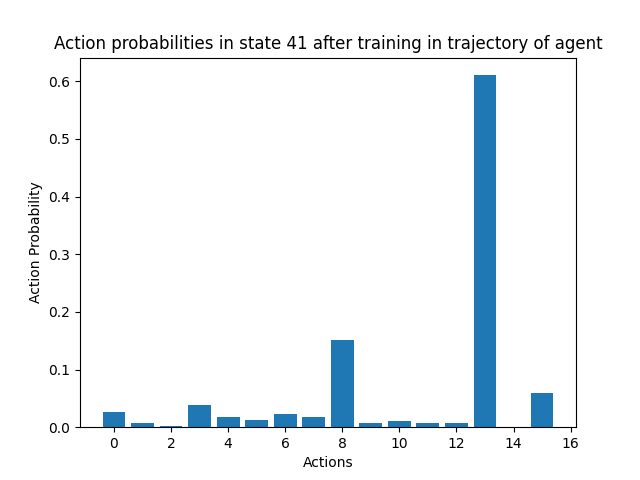 Action probabilities in state 41 after training in trajectory of agent
Action Probability
0.6
0.5
0.4
0.3
0.2
0.1
0.0
0 2 4 6 8 10 12 14 16
Actions